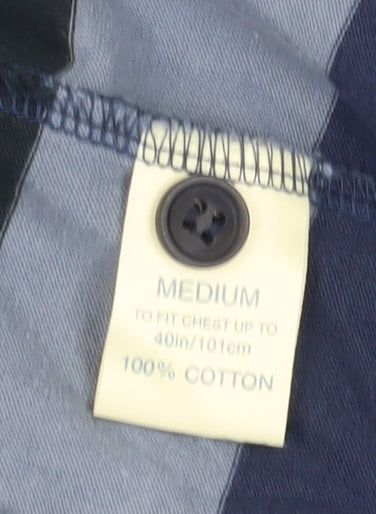 MEDIUM
TO FIT CHEST UP TO
40in/101cm
100% COTTON